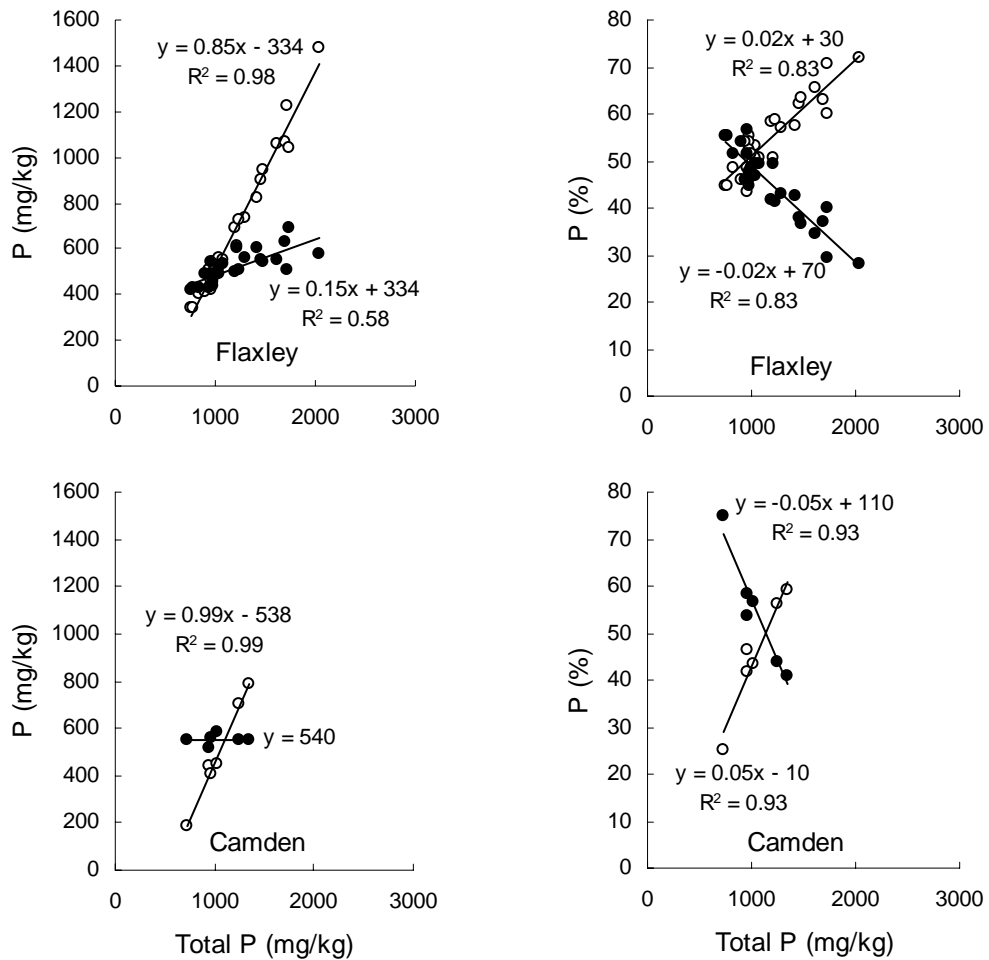 1600
1400
1200
1000
800
600
400
200
0
P (mg/kg)
y = 0.85x - 334
R² = 0.98
y = 0.15x + 334
R² = 0.58
Flaxley
0 1000 2000 3000
80
70
60
50
40
30
20
10
0
P (%)
y = 0.02x + 30
R² = 0.83
y = -0.02x + 70
R² = 0.83
Flaxley
0 1000 2000 3000
1600
1400
1200
1000
800
600
400
200
0
P (mg/kg)
y = 0.99x - 538
R² = 0.99
y = 540
Camden
0 1000 2000 3000
Total P (mg/kg)
80
70
60
50
40
30
20
10
0
P (%)
y = -0.05x + 110
R² = 0.93
y = 0.05x - 10
R² = 0.93
Camden
0 1000 2000 3000
Total P (mg/kg)